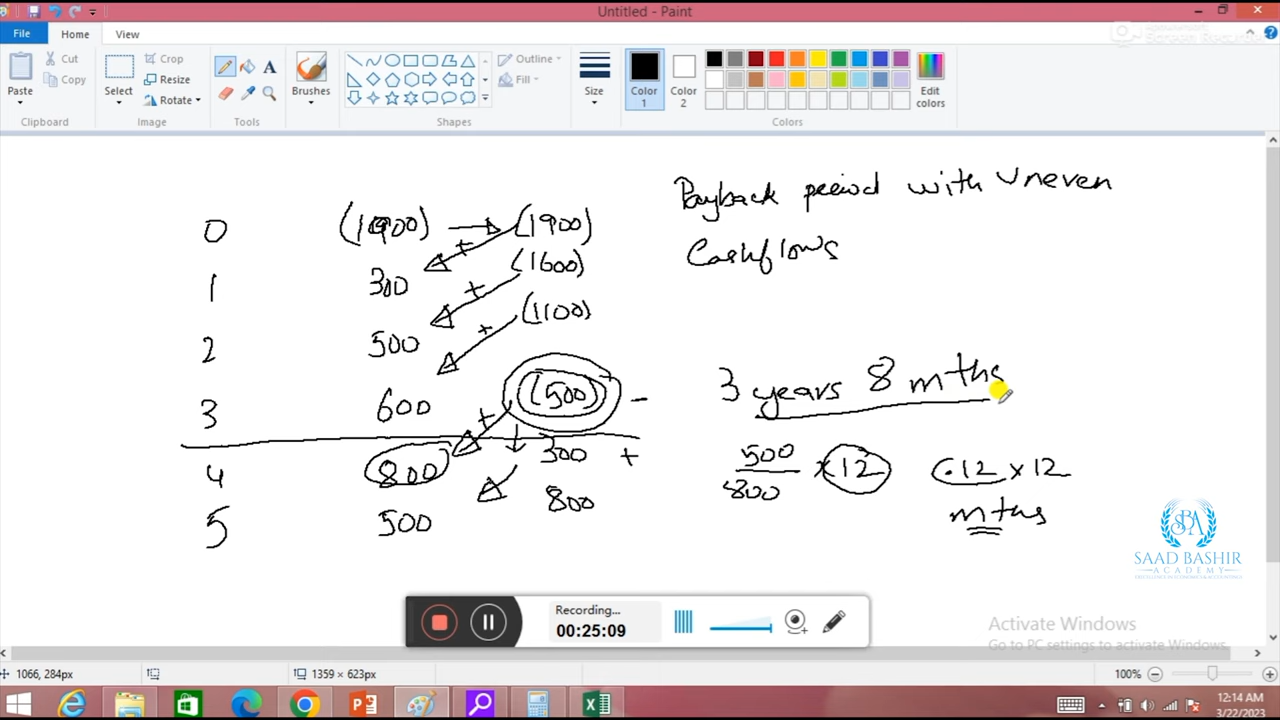 Untitled - Paint
File Home View
Paste
Cut
Copy
Clipboard
Select
Crop
Resize
Rotate
Image
Tools
Brushes
Shapes
Outline
Fill
Size
Color 1
Color 2
Colors
Edit colors
Payback period with Uneven
Cashflows
0 (1900) (1900)
1 300 (1600)
2 500 (1100)
3 600 (500) -
4 800 300 +
5 500 800
3 years 8 mths
500
800
x12
.12 x 12
mths
SAAD BASHIR
ACADEMY
Recording...
00:25:09
Activate Windows
Go to PC settings to activate Windows.
1066, 284px
1359 × 623px
100%
12:14 AM
3/22/2023